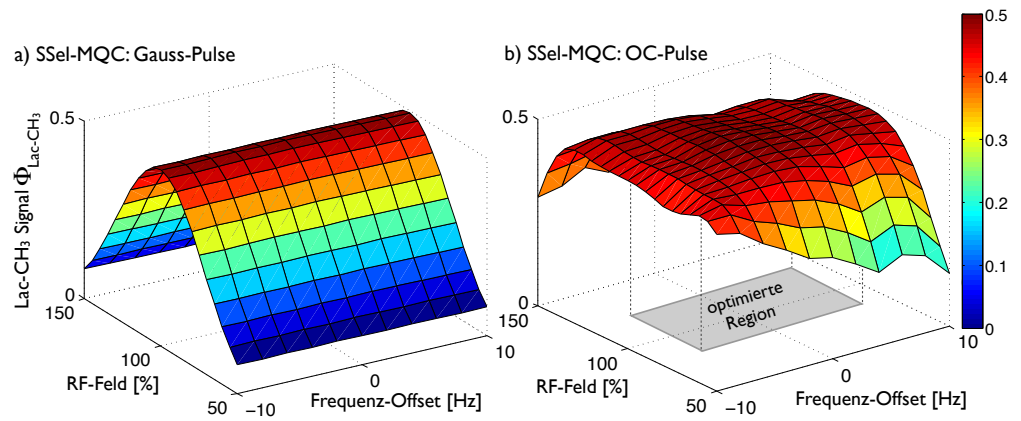 a) SSel-MQC: Gauss-Pulse
0.5
Lac-CH₃ Signal Φ_Lac-CH₃
0
150
100
RF-Feld [%]
50
−10
0
Frequenz-Offset [Hz]
10
b) SSel-MQC: OC-Pulse
0.5
0
150
100
RF-Feld [%]
50
−10
0
Frequenz-Offset [Hz]
10
optimierte
Region
0.5
0.4
0.3
0.2
0.1
0